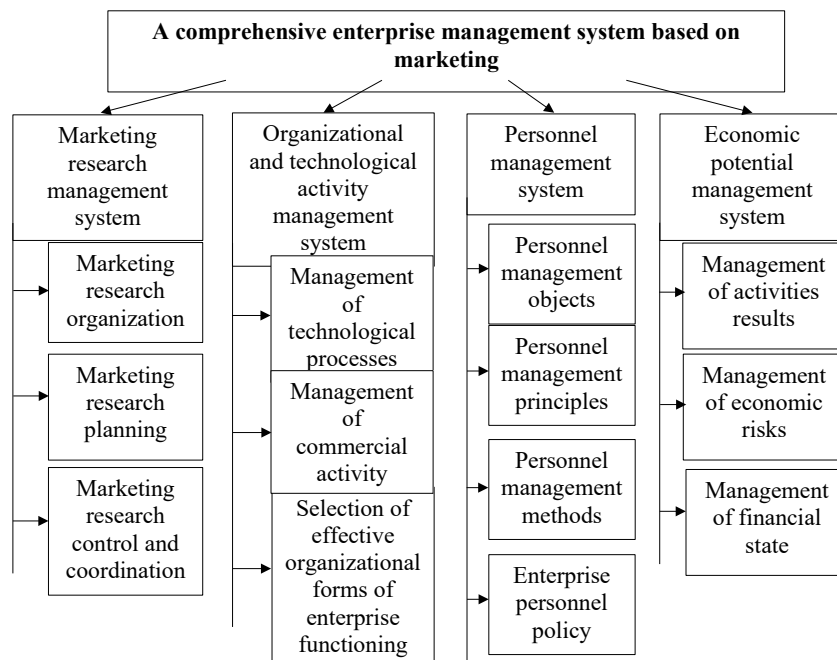 A comprehensive enterprise management system based on
marketing
Marketing
research
management
system
Marketing
research
organization
Marketing
research
planning
Marketing
research
control and
coordination
Organizational
and technological
activity
management
system
Management
of
technological
processes
Management
of
commercial
activity
Selection of
effective
organizational
forms of
enterprise
functioning
Personnel
management
system
Personnel
management
objects
Personnel
management
principles
Personnel
management
methods
Enterprise
personnel
policy
Economic
potential
management
system
Management
of activities
results
Management
of economic
risks
Management
of financial
state